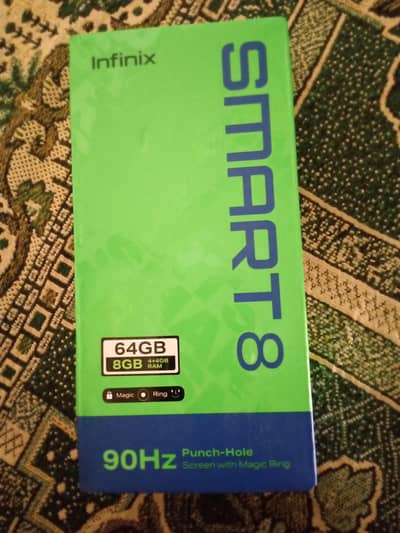 Infinix
SMART 8
64GB
8GB 4+4GB RAM
Magic Ring
90Hz Punch-Hole
Screen with Magic Ring